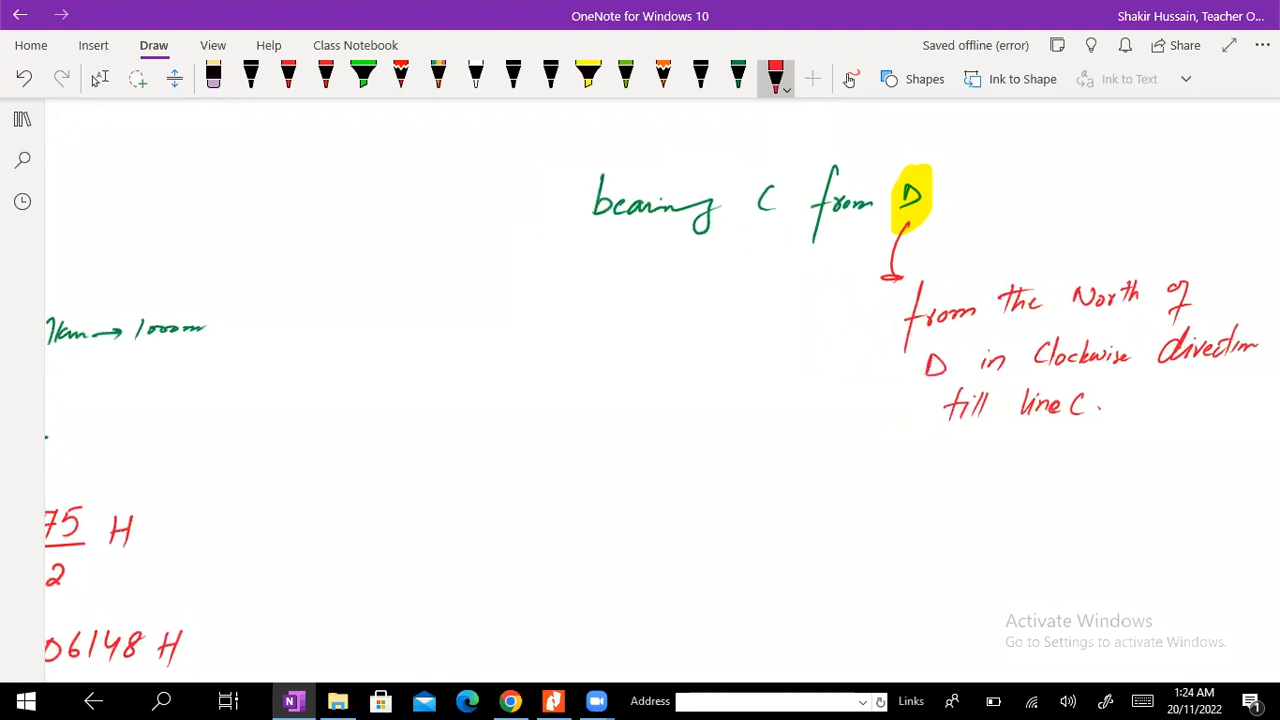 OneNote for Windows 10
Shakir Hussain, Teacher O...
Home Insert Draw View Help Class Notebook
Saved offline (error) Share
Shapes Ink to Shape Ink to Text
bearing C from D
from the North of
D in Clockwise direction
till line C.
1km → 1000m
75 H
2
06148 H
Activate Windows
Go to Settings to activate Windows.
Address Links
1:24 AM
20/11/2022